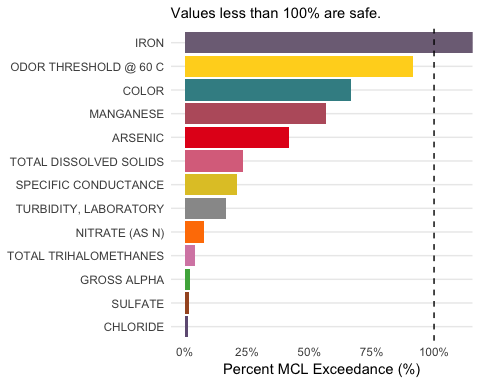 Values less than 100% are safe.
IRON
ODOR THRESHOLD @ 60 C
COLOR
MANGANESE
ARSENIC
TOTAL DISSOLVED SOLIDS
SPECIFIC CONDUCTANCE
TURBIDITY, LABORATORY
NITRATE (AS N)
TOTAL TRIHALOMETHANES
GROSS ALPHA
SULFATE
CHLORIDE
0% 25% 50% 75% 100%
Percent MCL Exceedance (%)